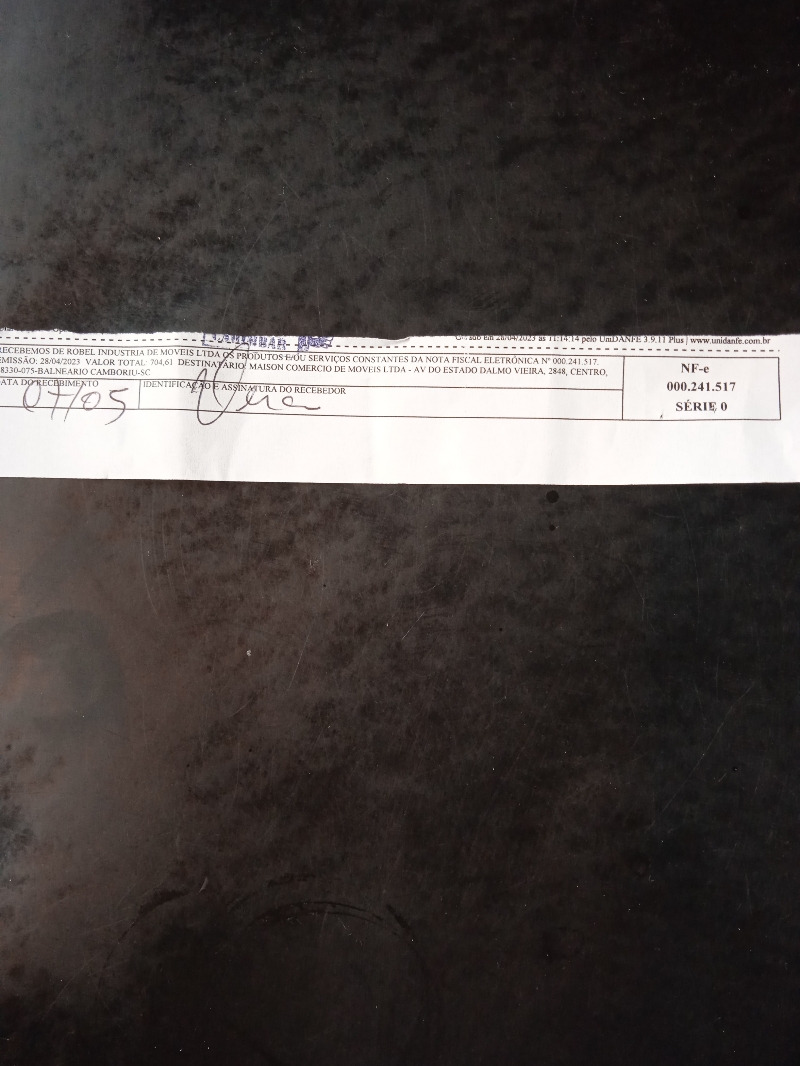 em 28/04/2023 às 11:14:14 pelo UniDANFE 3.9.11 Plus | www.unidanfe.com.br
RECEBEMOS DE ROBEL INDUSTRIA DE MOVEIS LTDA OS PRODUTOS E/OU SERVIÇOS CONSTANTES DA NOTA FISCAL ELETRÔNICA Nº 000.241.517.
EMISSÃO: 28/04/2023 VALOR TOTAL: 704,61 DESTINATÁRIO: MAISON COMERCIO DE MOVEIS LTDA - AV DO ESTADO DALMO VIEIRA, 2848, CENTRO,
8330-075-BALNEARIO CAMBORIU-SC
NF-e
000.241.517
SÉRIE 0
ATA DO RECEBIMENTO
IDENTIFICAÇÃO E ASSINATURA DO RECEBEDOR
07/05
Vera